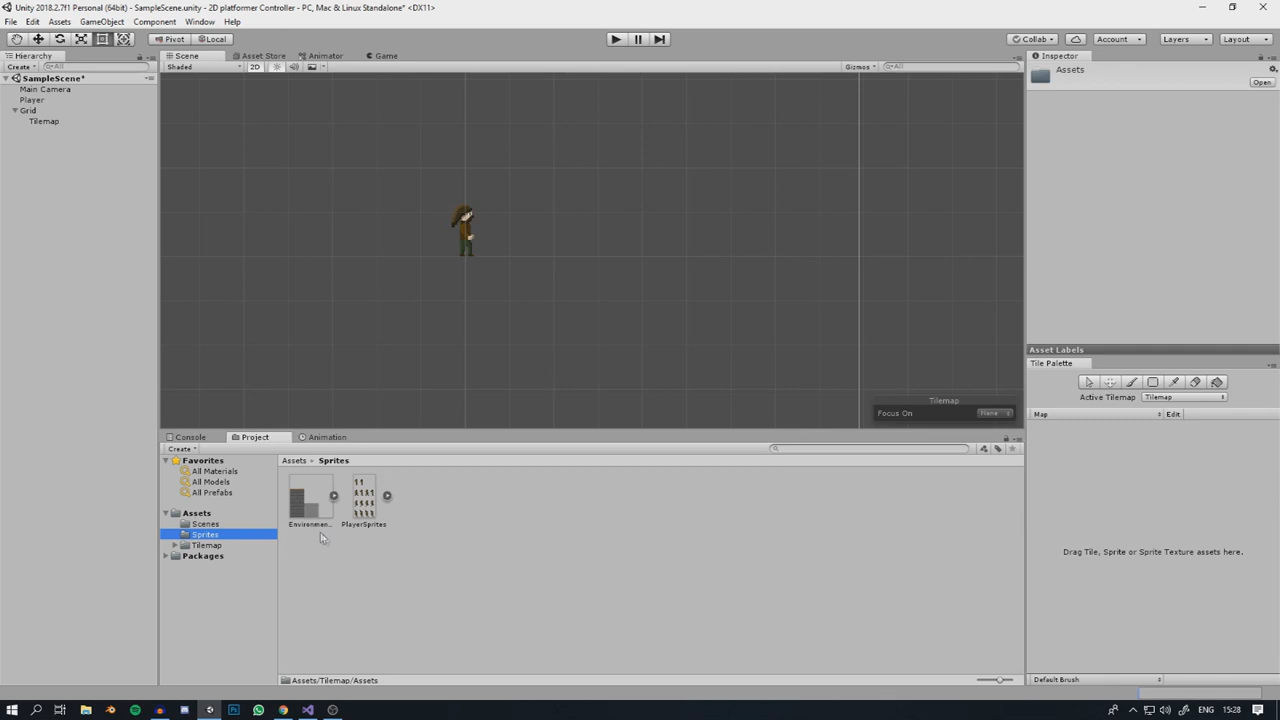 Unity 2018.2.7f1 Personal (64bit) - SampleScene.unity - 2D platformer Controller - PC, Mac & Linux Standalone* <DX11>
File Edit Assets GameObject Component Window Help
Pivot Local Collab Account Layers Layout
Hierarchy Scene Asset Store Animator Game Inspector
Create All Shaded 2D Gizmos All
SampleScene*
Main Camera
Player
Grid
Tilemap
Assets
Open
Tilemap
Focus On None
Asset Labels
Tile Palette
Active Tilemap Tilemap
Map Edit
Drag Tile, Sprite or Sprite Texture assets here.
Default Brush
Console Project Animation
Create
Favorites
All Materials
All Models
All Prefabs
Assets
Scenes
Sprites
Tilemap
Packages
Assets Sprites
Environmen... PlayerSprites
Assets/Tilemap/Assets
ENG 15:28